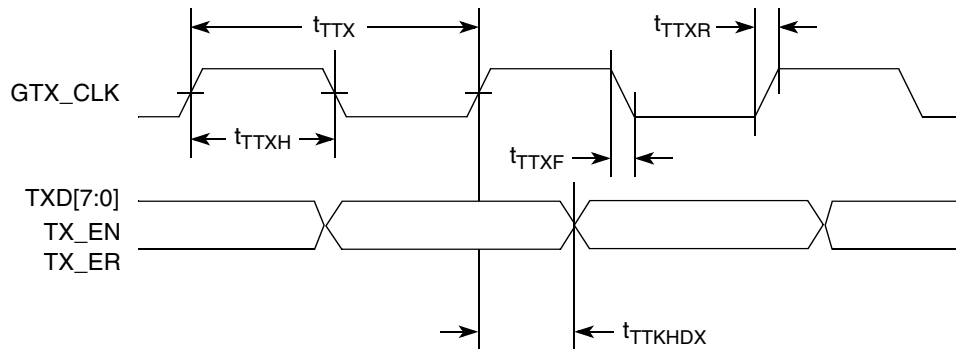 tTTX
tTTXR
GTX_CLK
tTTXH
tTTXF
TXD[7:0]
TX_EN
TX_ER
tTTKHDX